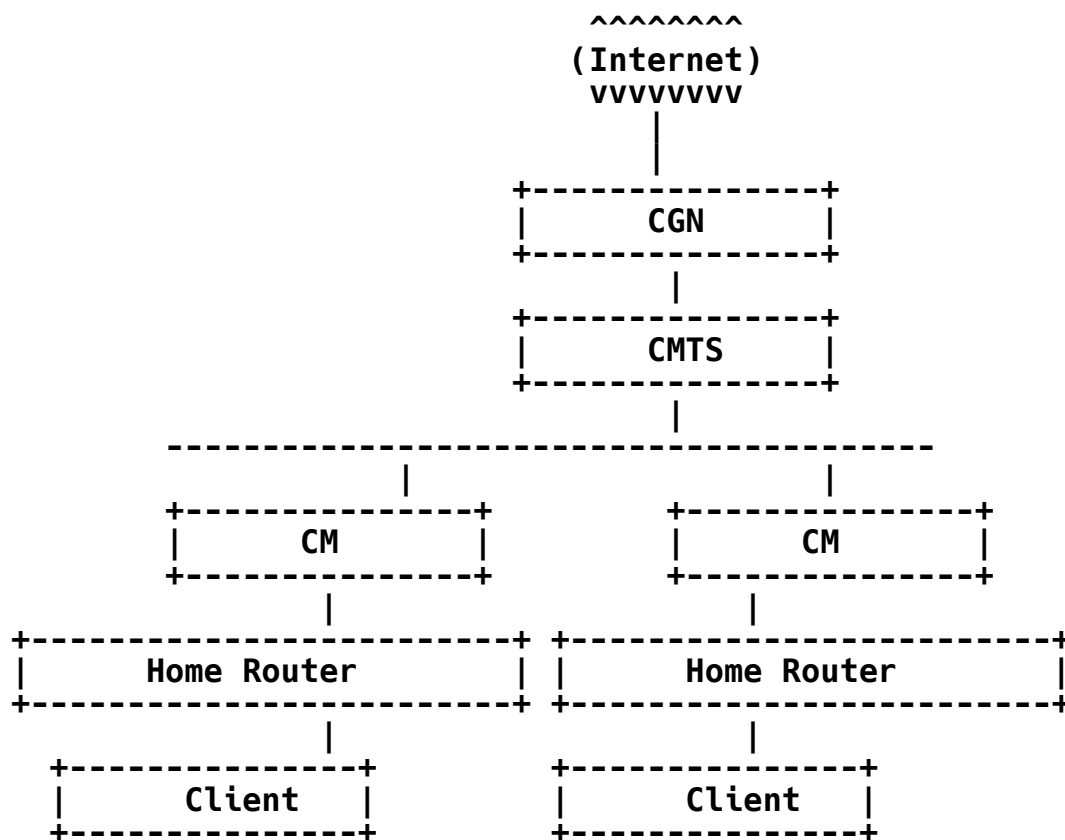 ^^^^^^^^
(Internet)
vvvvvvvv
CGN
CMTS
CM CM
Home Router Home Router
Client Client